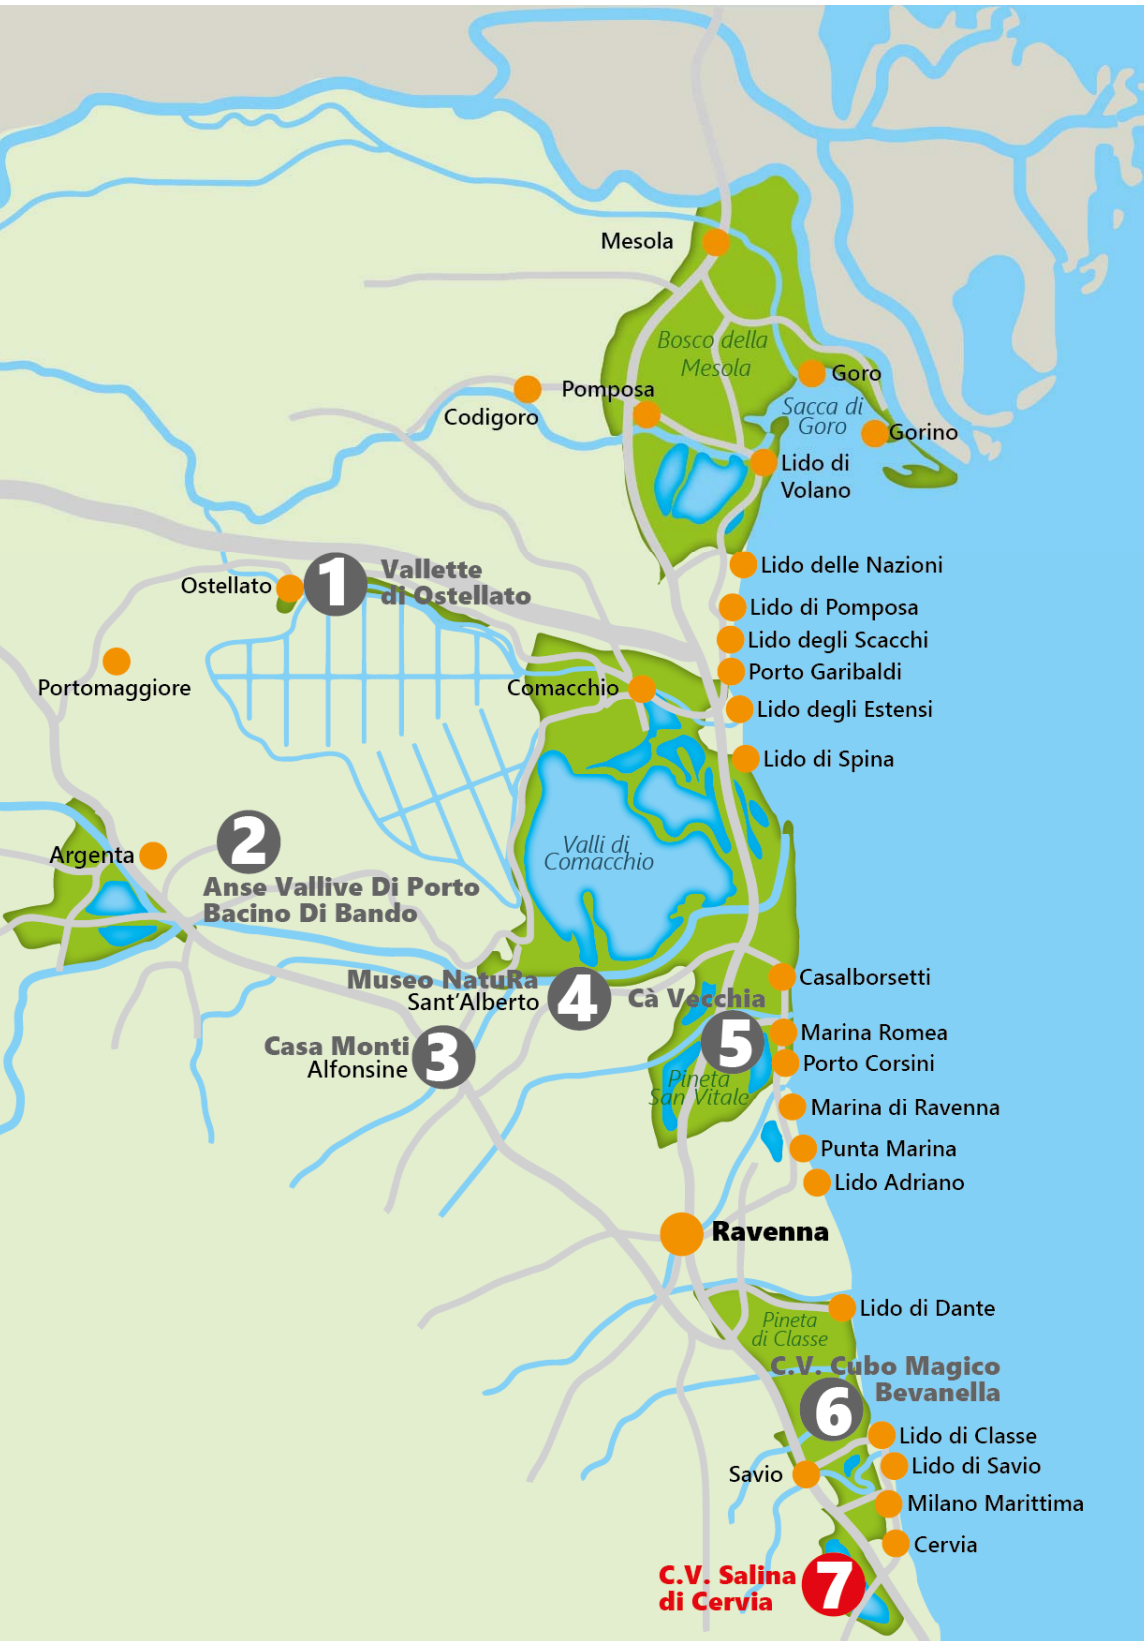 Mesola
Bosco della
Mesola
Goro
Pomposa
Codigoro
Sacca di
Goro
Gorino
Lido di
Volano
Lido delle Nazioni
1
Vallette
di Ostellato
Ostellato
Lido di Pomposa
Lido degli Scacchi
Porto Garibaldi
Portomaggiore
Comacchio
Lido degli Estensi
Lido di Spina
2
Argenta
Valli di
Comacchio
Anse Vallive Di Porto
Bacino Di Bando
Museo NatuRa
Sant'Alberto
4
Cà Vecchia
Casalborsetti
5
Marina Romea
Casa Monti
Alfonsine
3
Porto Corsini
Pineta
San Vitale
Marina di Ravenna
Punta Marina
Lido Adriano
Ravenna
Lido di Dante
Pineta
di Classe
C.V. Cubo Magico
Bevanella
6
Lido di Classe
Lido di Savio
Savio
Milano Marittima
Cervia
C.V. Salina
di Cervia
7